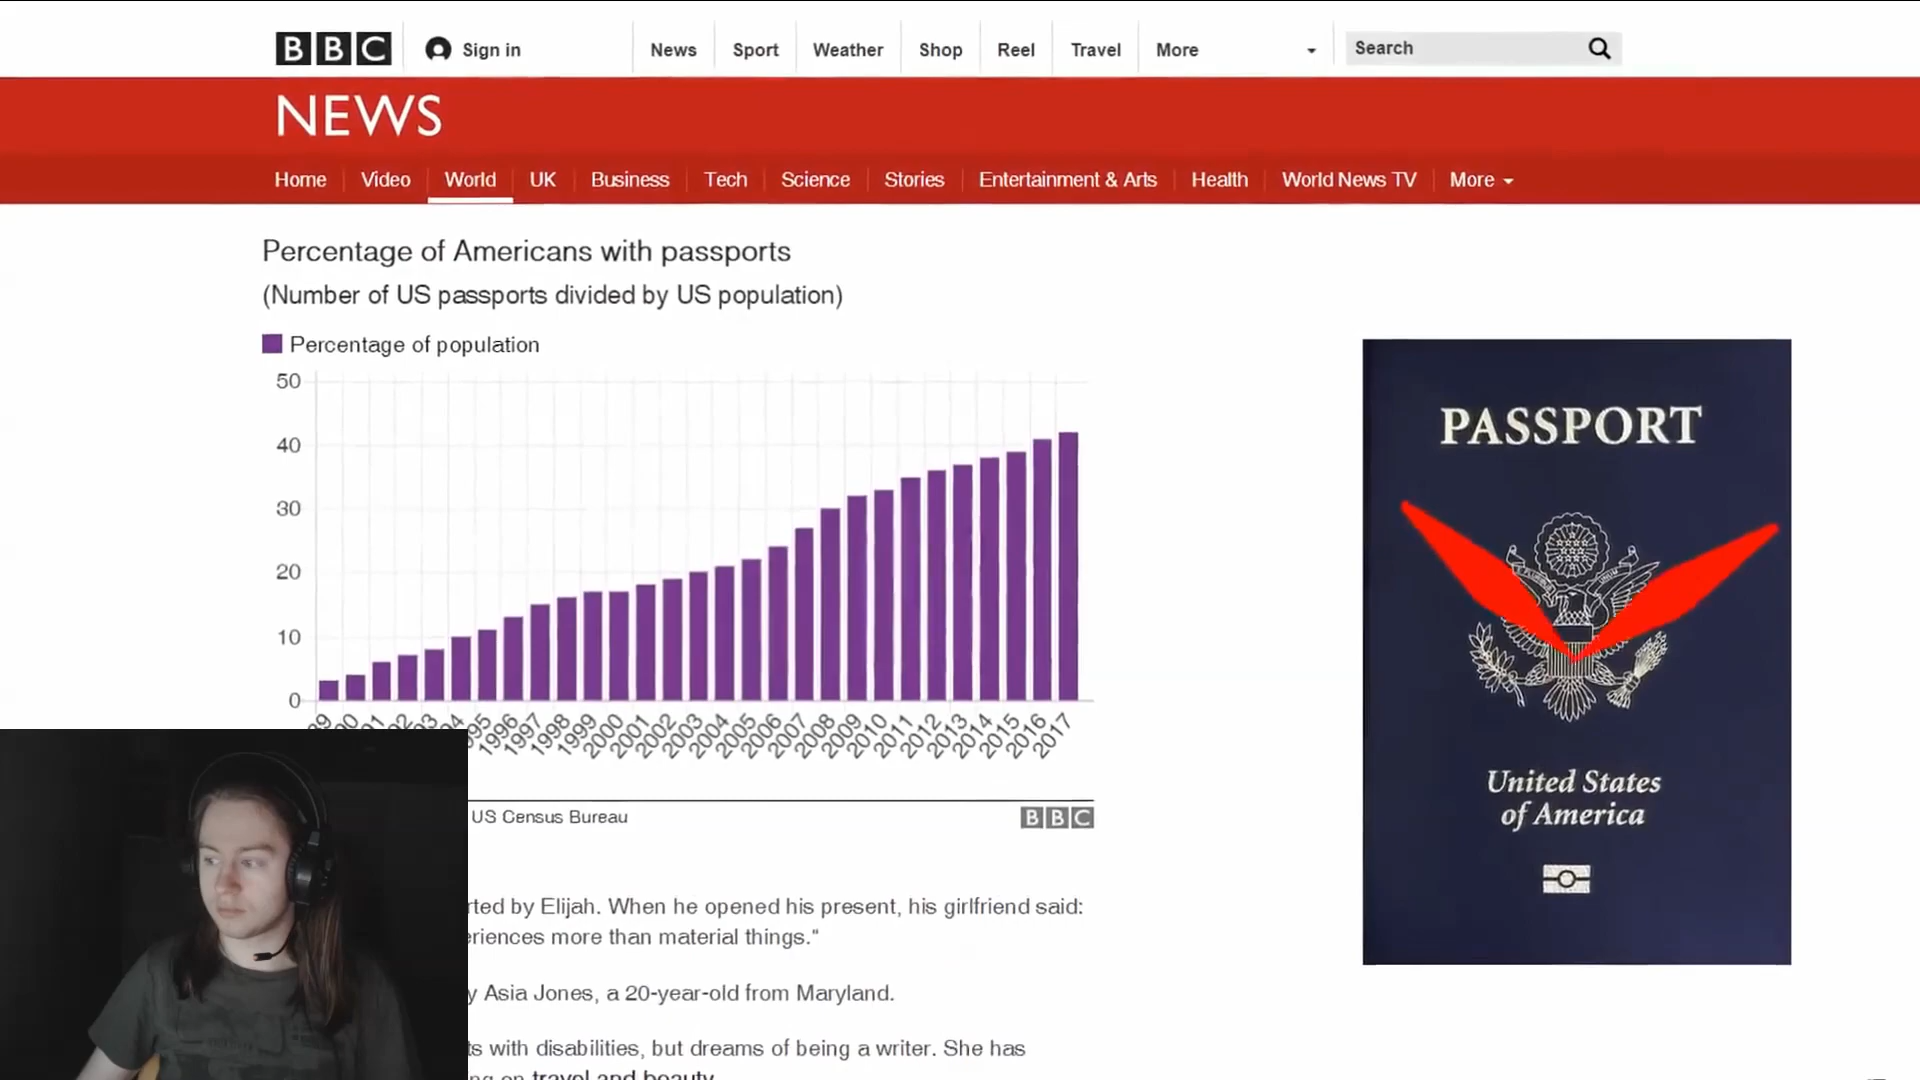 BBC
Sign in
News
Sport
Weather
Shop
Reel
Travel
More
Search
NEWS
Home
Video
World
UK
Business
Tech
Science
Stories
Entertainment & Arts
Health
World News TV
More
Percentage of Americans with passports
(Number of US passports divided by US population)
Percentage of population
50
40
30
20
10
0
1996
1997
1998
1999
2000
2001
2002
2003
2004
2005
2006
2007
2008
2009
2010
2011
2012
2013
2014
2015
2016
2017
US Census Bureau
BBC
by Elijah. When he opened his present, his girlfriend said:
more than material things."
Asia Jones, a 20-year-old from Maryland.
with disabilities, but dreams of being a writer. She has
on travel and beauty.
PASSPORT
United States
of America